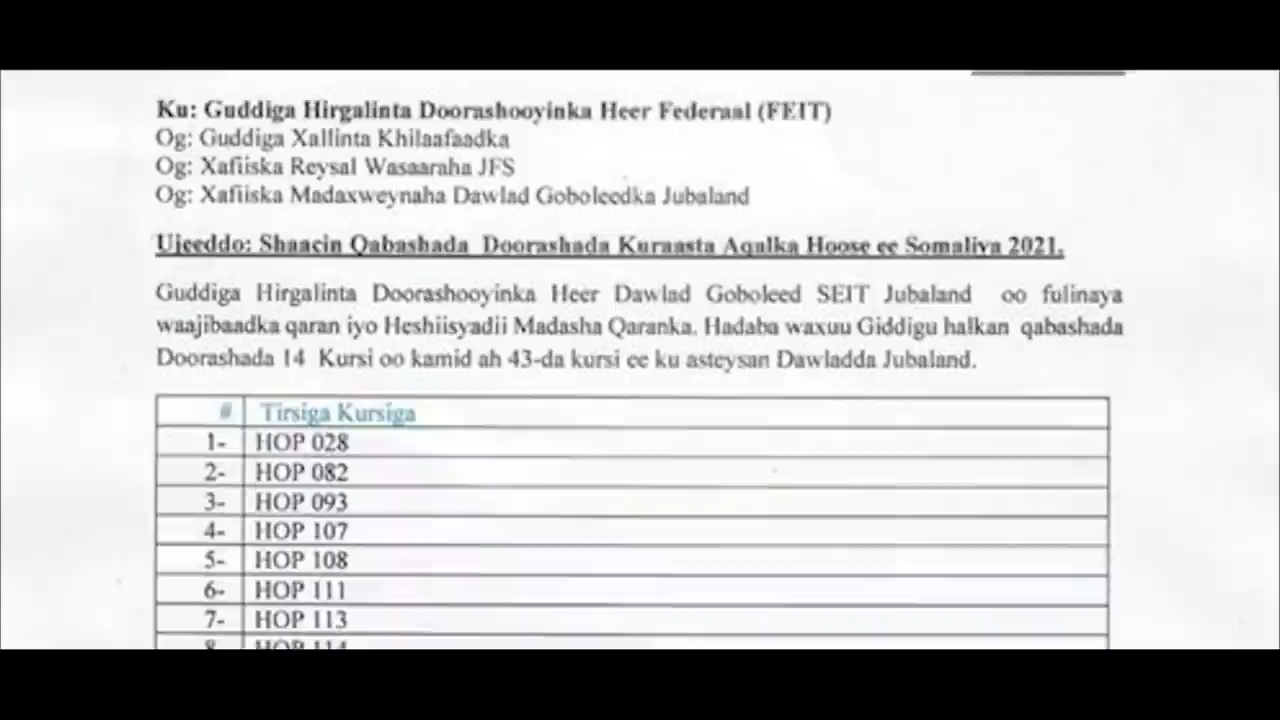 Ku: Guddiga Hirgalinta Doorashooyinka Heer Federaal (FEIT)
Og: Guddiga Xallinta Khilaafaadka
Og: Xafiiska Reysal Wasaaraha JFS
Og: Xafiiska Madaxweynaha Dawlad Goboleedka Jubaland
Ujeeddo: Shaacin Qabashada Doorashada Kuraasta Aqalka Hoose ee Somaliya 2021.
Guddiga Hirgalinta Doorashooyinka Heer Dawlad Goboleed SEIT Jubaland oo fulinaya
waajibaadka qaran iyo Heshiisyadii Madasha Qaranka. Hadaba waxuu Giddigu halkan qabashada
Doorashada 14 Kursi oo kamid ah 43-da kursi ee ku asteysan Dawladda Jubaland.
# Tirsiga Kursiga
1- HOP 028
2- HOP 082
3- HOP 093
4- HOP 107
5- HOP 108
6- HOP 111
7- HOP 113
8 HOP 114